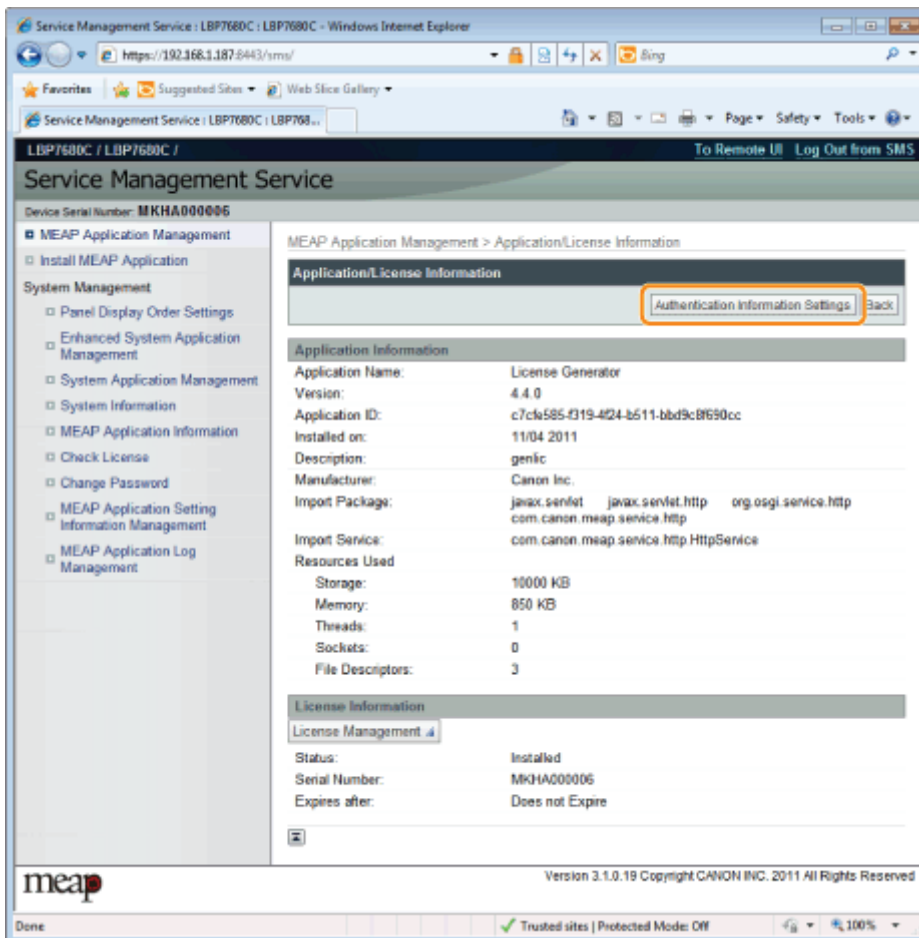 Service Management Service : LBP7680C : LBP7680C - Windows Internet Explorer
https://192.168.1.187:8443/sms/
Bing
Favorites Suggested Sites Web Slice Gallery
Service Management Service : LBP7680C : LBP768... Page Safety Tools
LBP7680C / LBP7680C / To Remote UI Log Out from SMS
Service Management Service
Device Serial Number: MKHA000006
MEAP Application Management
Install MEAP Application
System Management
Panel Display Order Settings
Enhanced System Application
Management
System Application Management
System Information
MEAP Application Information
Check License
Change Password
MEAP Application Setting
Information Management
MEAP Application Log
Management
MEAP Application Management > Application/License Information
Application/License Information
Authentication Information Settings Back
Application Information
Application Name: License Generator
Version: 4.4.0
Application ID: c7cfe585-f319-4f24-b511-bbd9c8f690cc
Installed on: 11/04 2011
Description: genlic
Manufacturer: Canon Inc.
Import Package: javax.servlet javax.servlet.http org.osgi.service.http
com.canon.meap.service.http
Import Service: com.canon.meap.service.http.HttpService
Resources Used
Storage: 10000 KB
Memory: 850 KB
Threads: 1
Sockets: 0
File Descriptors: 3
License Information
License Management
Status: Installed
Serial Number: MKHA000006
Expires after: Does not Expire
meap Version 3.1.0.19 Copyright CANON INC. 2011 All Rights Reserved
Done Trusted sites | Protected Mode: Off 100%